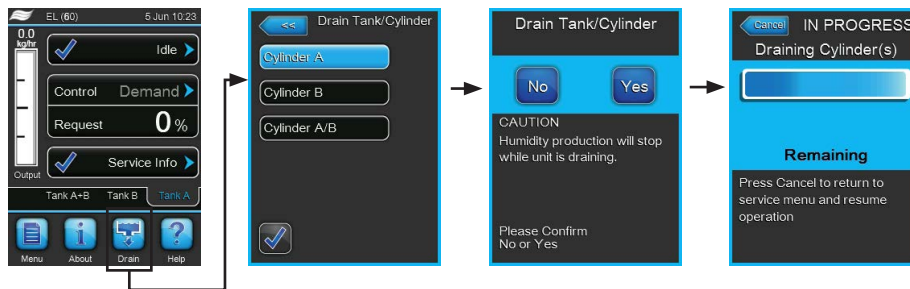 EL (60) 5 Jun 10:23
0.0
kg/hr
Idle
Control Demand
Request 0 %
Service Info
Output
Tank A+B Tank B Tank A
Menu About Drain Help
<< Drain Tank/Cylinder
Cylinder A
Cylinder B
Cylinder A/B
Drain Tank/Cylinder
No Yes
CAUTION
Humidity production will stop
while unit is draining.
Please Confirm
No or Yes
Cancel IN PROGRESS
Draining Cylinder(s)
Remaining
Press Cancel to return to
service menu and resume
operation